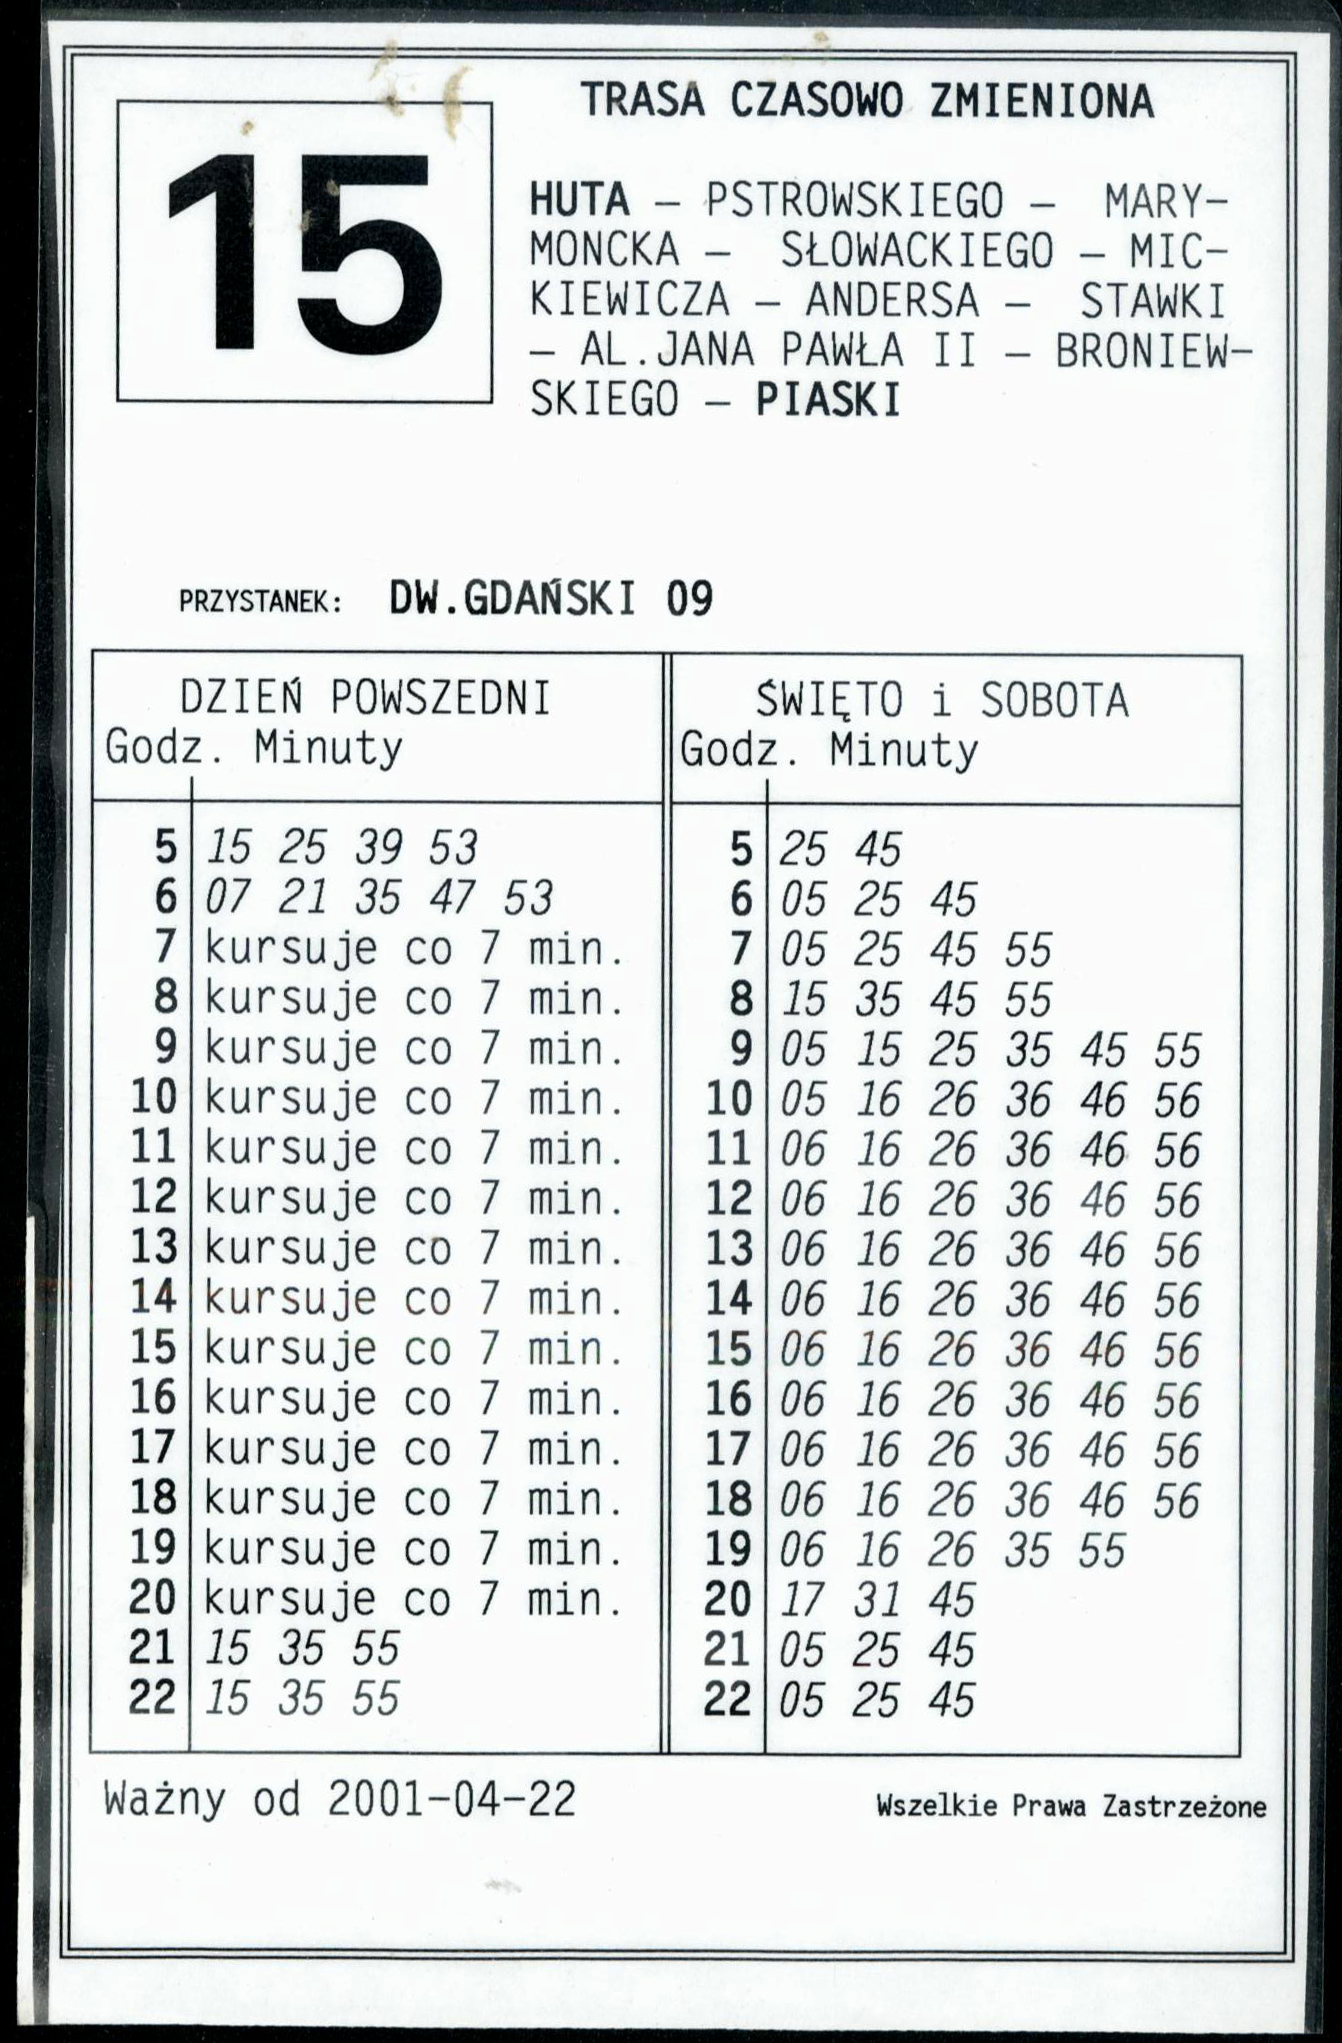 15
TRASA CZASOWO ZMIENIONA
HUTA – PSTROWSKIEGO – MARY-
MONCKA – SŁOWACKIEGO – MIC-
KIEWICZA – ANDERSA – STAWKI
– AL.JANA PAWŁA II – BRONIEW-
SKIEGO – PIASKI
PRZYSTANEK: DW.GDAŃSKI 09
DZIEŃ POWSZEDNI
Godz. Minuty
5 15 25 39 53
6 07 21 35 47 53
7 kursuje co 7 min.
8 kursuje co 7 min.
9 kursuje co 7 min.
10 kursuje co 7 min.
11 kursuje co 7 min.
12 kursuje co 7 min.
13 kursuje co 7 min.
14 kursuje co 7 min.
15 kursuje co 7 min.
16 kursuje co 7 min.
17 kursuje co 7 min.
18 kursuje co 7 min.
19 kursuje co 7 min.
20 kursuje co 7 min.
21 15 35 55
22 15 35 55
ŚWIĘTO i SOBOTA
Godz. Minuty
5 25 45
6 05 25 45
7 05 25 45 55
8 15 35 45 55
9 05 15 25 35 45 55
10 05 16 26 36 46 56
11 06 16 26 36 46 56
12 06 16 26 36 46 56
13 06 16 26 36 46 56
14 06 16 26 36 46 56
15 06 16 26 36 46 56
16 06 16 26 36 46 56
17 06 16 26 36 46 56
18 06 16 26 36 46 56
19 06 16 26 35 55
20 17 31 45
21 05 25 45
22 05 25 45
Ważny od 2001-04-22
Wszelkie Prawa Zastrzeżone